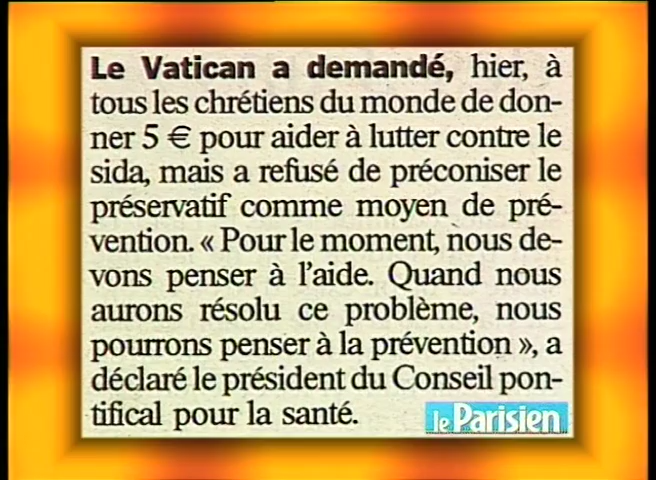 Le Vatican a demandé, hier, à
tous les chrétiens du monde de don-
ner 5 € pour aider à lutter contre le
sida, mais a refusé de préconiser le
préservatif comme moyen de pré-
vention. « Pour le moment, nous de-
vons penser à l'aide. Quand nous
aurons résolu ce problème, nous
pourrons penser à la prévention », a
déclaré le président du Conseil pon-
tifical pour la santé.
le Parisien